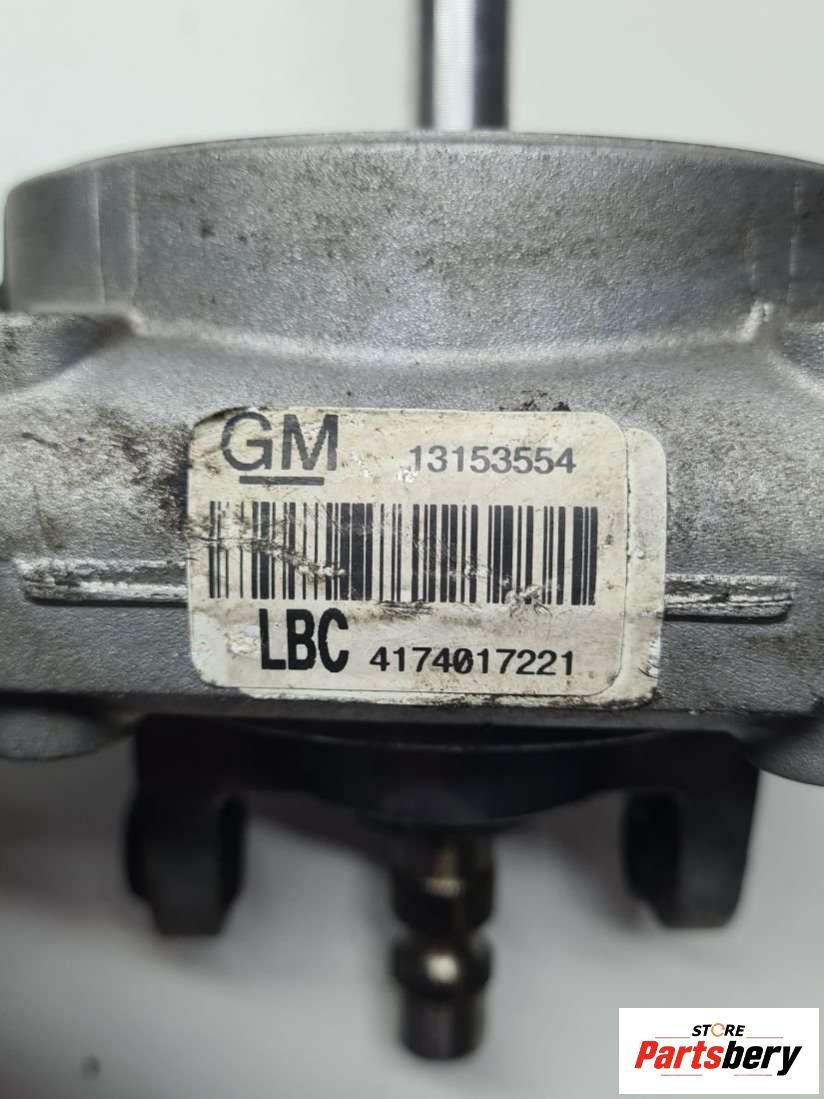 GM 13153554
LBC 4174017221
STORE
Partsbery